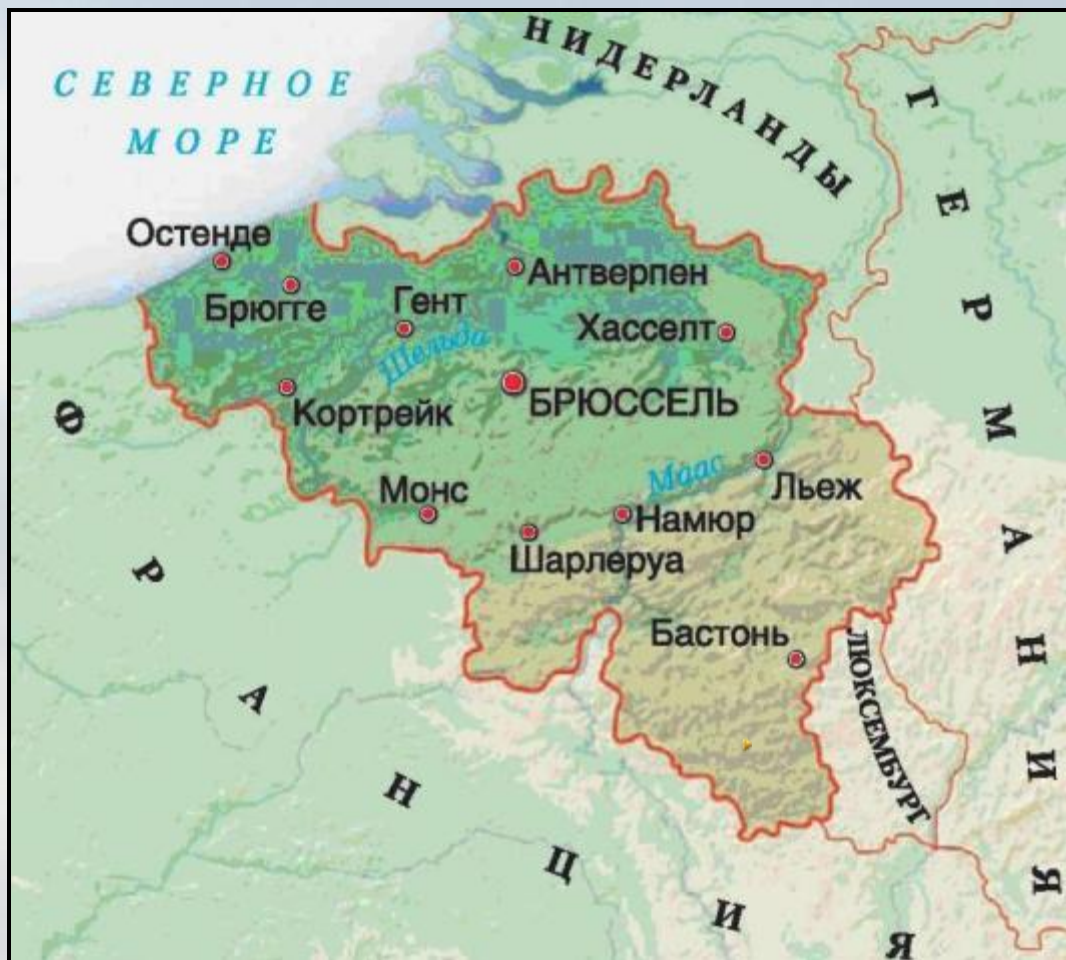 СЕВЕРНОЕ
МОРЕ
НИДЕРЛАНДЫ
ГЕРМАНИЯ
Остенде
Брюгге
Гент
Антверпен
Хасселт
Шельда
Кортрейк
БРЮССЕЛЬ
Маас
Льеж
Монс
Намюр
Шарлеруа
Бастонь
ЛЮКСЕМБУРГ
ФРАНЦИЯ